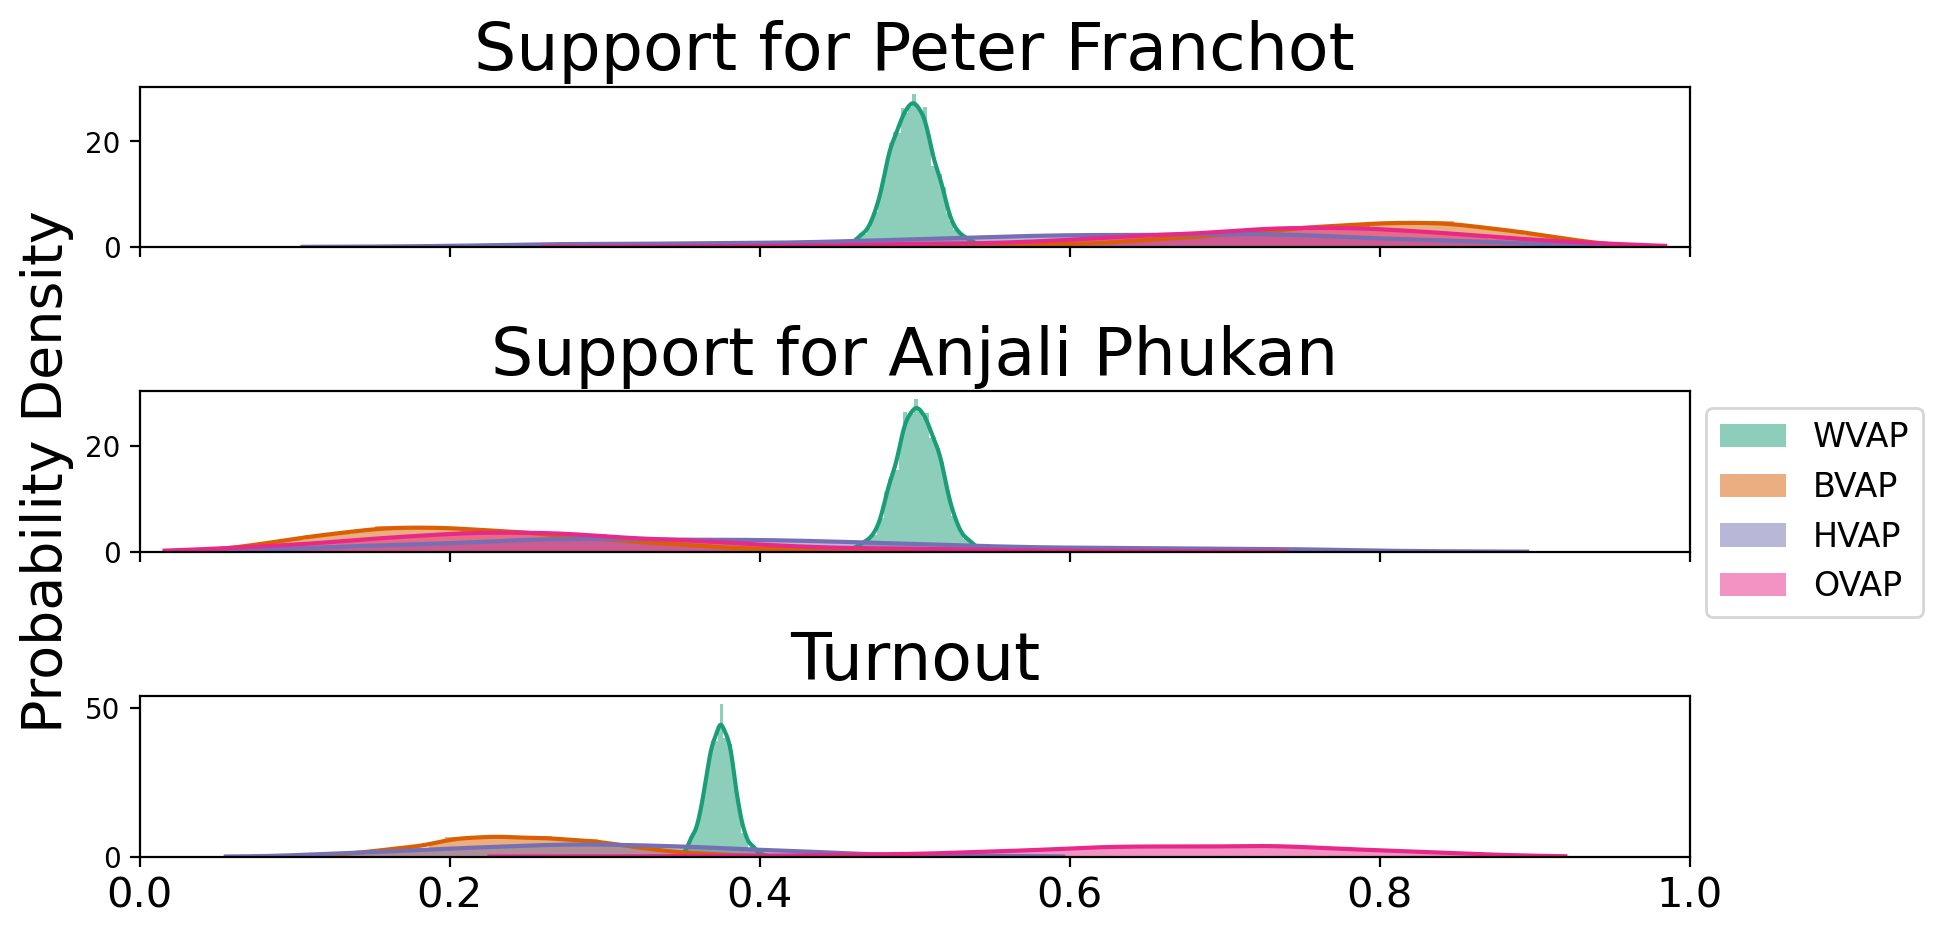 Support for Peter Franchot
20
0
Support for Anjali Phukan
20
0
Turnout
50
0
0.0 0.2 0.4 0.6 0.8 1.0
Probability Density
WVAP
BVAP
HVAP
OVAP